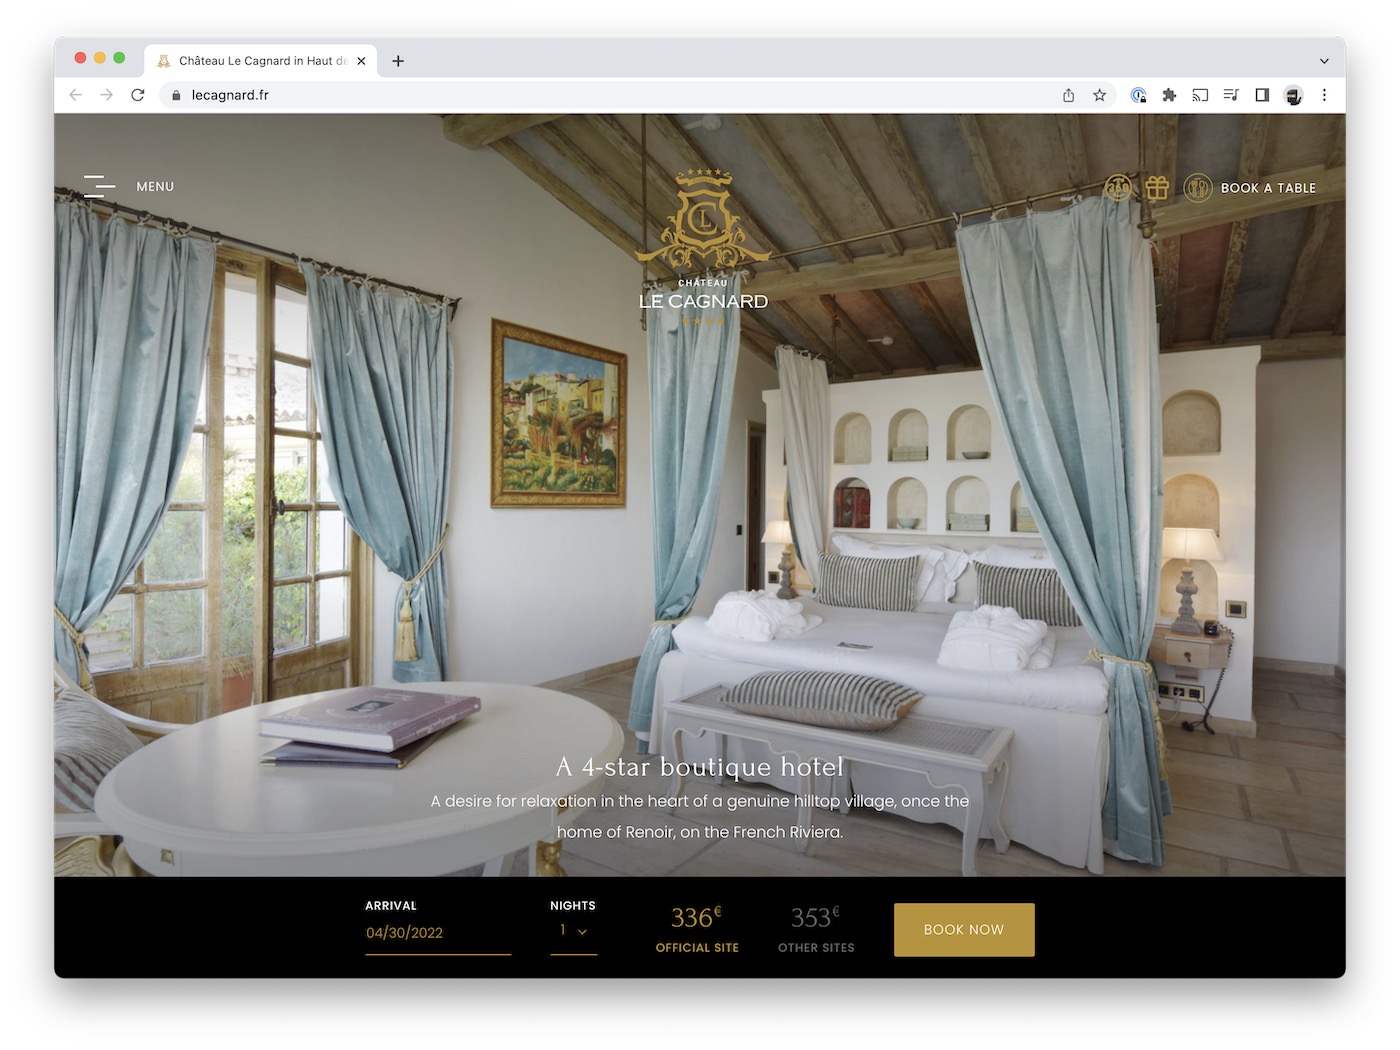 Château Le Cagnard in Haut de
lecagnard.fr
MENU
360
BOOK A TABLE
CL
CHÂTEAU
LE CAGNARD
A 4-star boutique hotel
A desire for relaxation in the heart of a genuine hilltop village, once the
home of Renoir, on the French Riviera.
ARRIVAL
04/30/2022
NIGHTS
1
336€
OFFICIAL SITE
353€
OTHER SITES
BOOK NOW